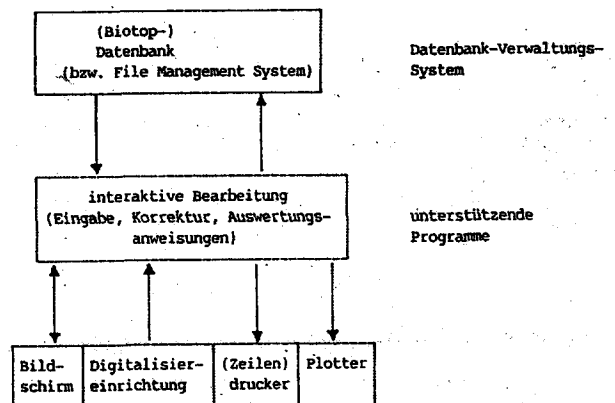 (Biotop-)
Datenbank
(bzw. File Management System)
Datenbank-Verwaltungs-
System
interaktive Bearbeitung
(Eingabe, Korrektur, Auswertungs-
anweisungen)
unterstützende
Programme
Bild-
schirm
Digitalisier-
einrichtung
(Zeilen)
drucker
Plotter